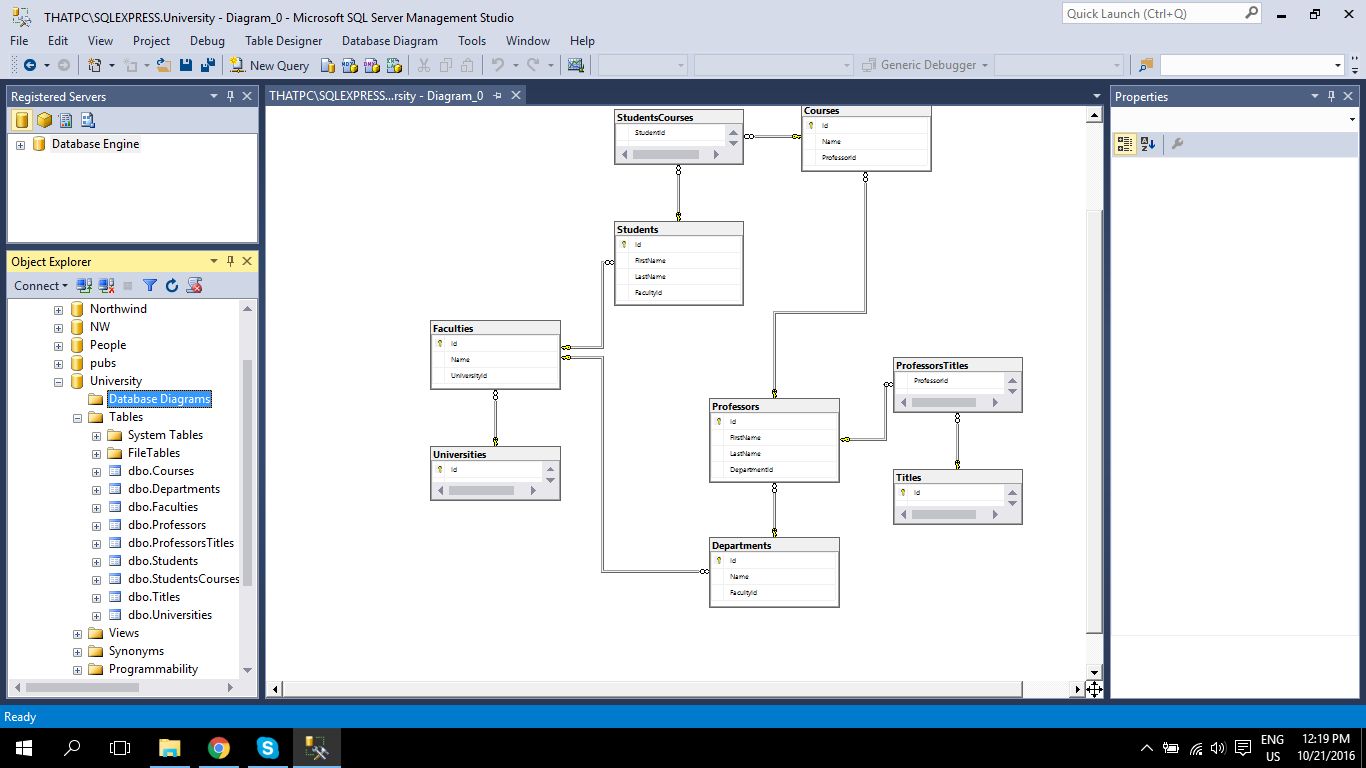 THATPC\SQLEXPRESS.University - Diagram_0 - Microsoft SQL Server Management Studio
Quick Launch (Ctrl+Q)
File Edit View Project Debug Table Designer Database Diagram Tools Window Help
New Query
Generic Debugger
Registered Servers
Database Engine
Object Explorer
Connect
Northwind
NW
People
pubs
University
Database Diagrams
Tables
System Tables
FileTables
dbo.Courses
dbo.Departments
dbo.Faculties
dbo.Professors
dbo.ProfessorsTitles
dbo.Students
dbo.StudentsCourses
dbo.Titles
dbo.Universities
Views
Synonyms
Programmability
THATPC\SQLEXPRESS...rsity - Diagram_0
StudentsCourses
StudentId
Courses
Id
Name
ProfessorId
Students
Id
FirstName
LastName
FacultyId
Faculties
Id
Name
UniversityId
Universities
Id
Professors
Id
FirstName
LastName
DepartmentId
ProfessorsTitles
ProfessorId
Titles
Id
Departments
Id
Name
FacultyId
Properties
Ready
ENG
US
12:19 PM
10/21/2016